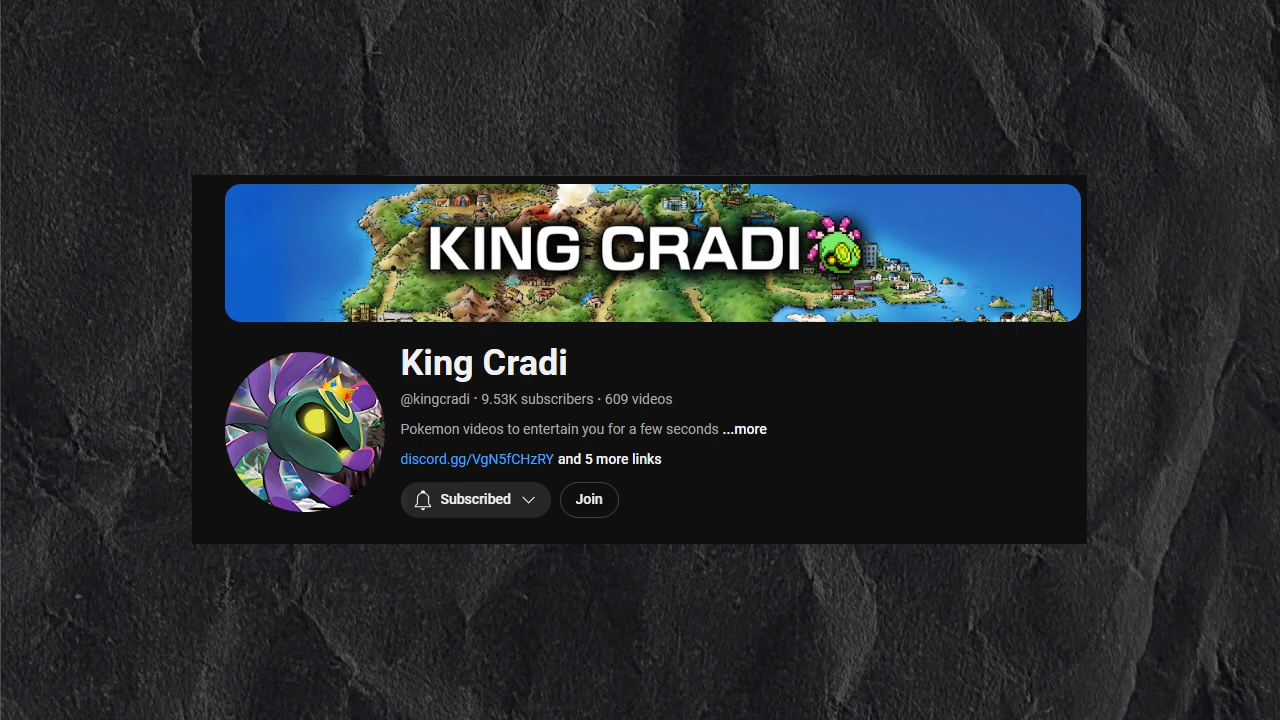 KING CRADI
King Cradi
@kingcradi · 9.53K subscribers · 609 videos
Pokemon videos to entertain you for a few seconds ...more
discord.gg/VgN5fCHzRY and 5 more links
Subscribed
Join